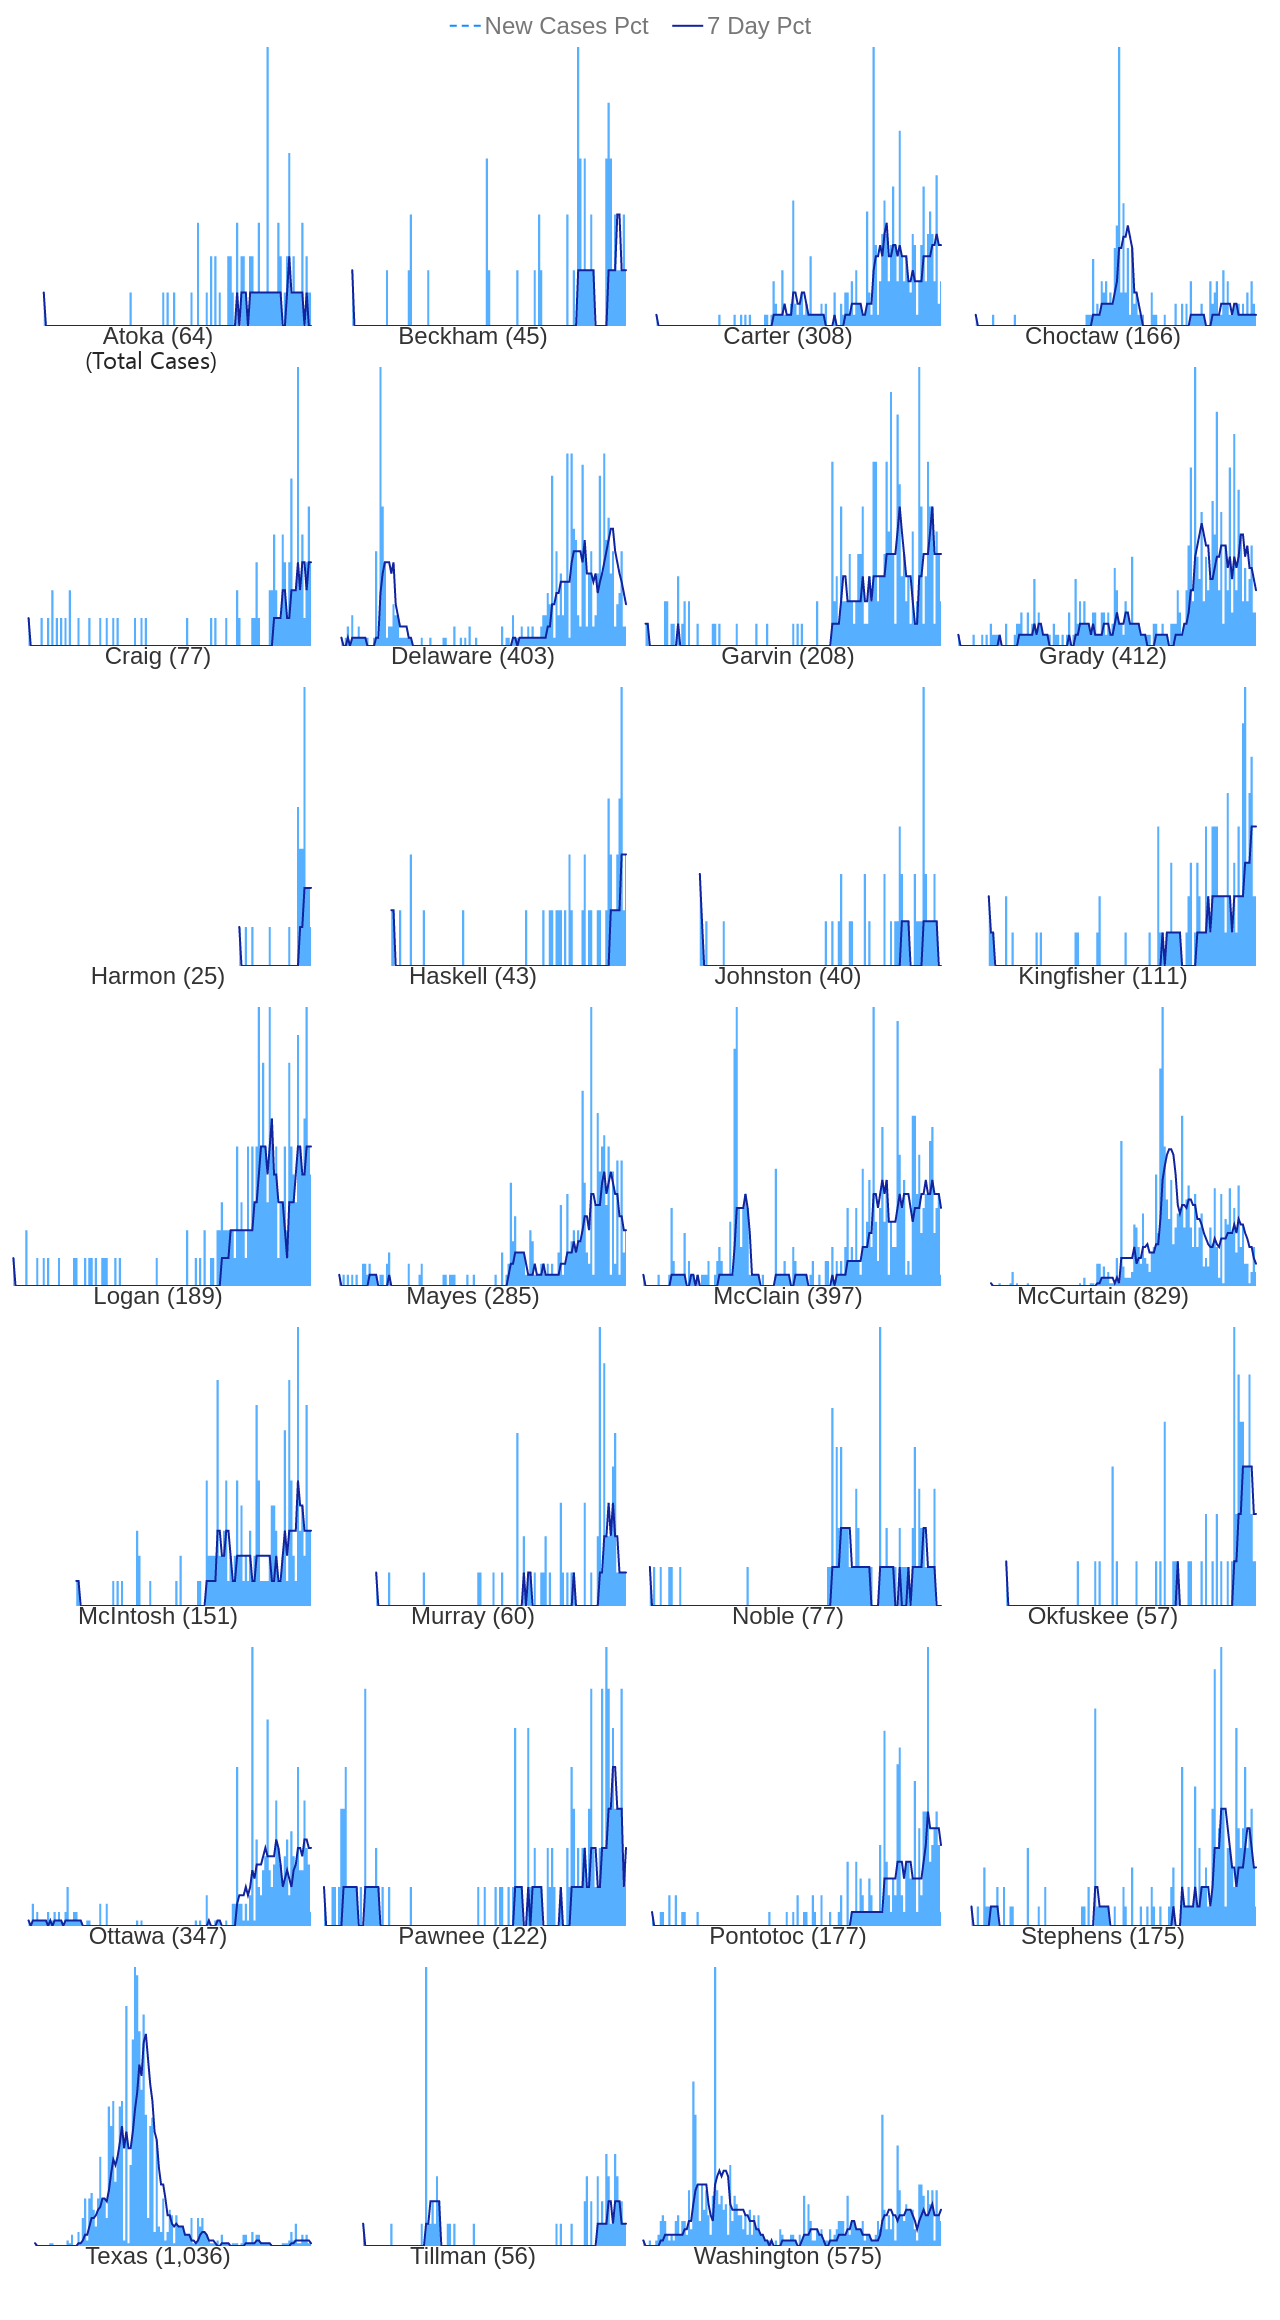 New Cases Pct 7 Day Pct
Atoka (64) Beckham (45) Carter (308) Choctaw (166)
(Total Cases)
Craig (77) Delaware (403) Garvin (208) Grady (412)
Harmon (25) Haskell (43) Johnston (40) Kingfisher (111)
Logan (189) Mayes (285) McClain (397) McCurtain (829)
McIntosh (151) Murray (60) Noble (77) Okfuskee (57)
Ottawa (347) Pawnee (122) Pontotoc (177) Stephens (175)
Texas (1,036) Tillman (56) Washington (575)